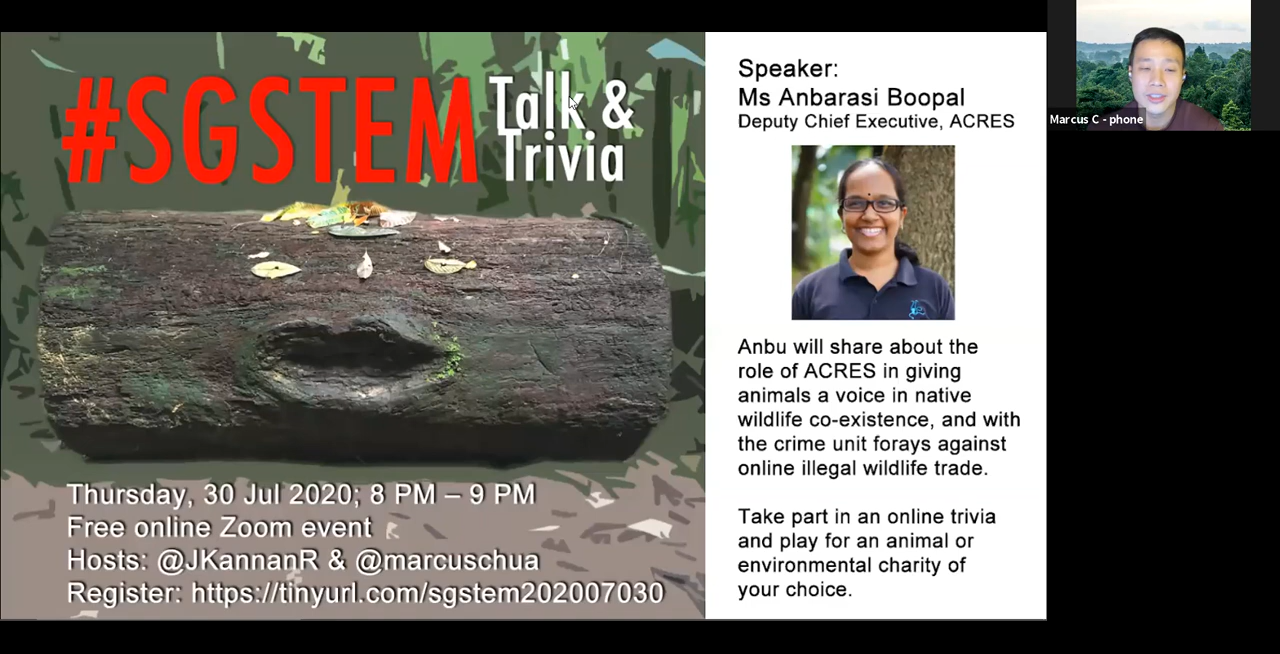 #SGSTEM Talk &
Trivia
Thursday, 30 Jul 2020; 8 PM – 9 PM
Free online Zoom event
Hosts: @JKannanR & @marcuschua
Register: https://tinyurl.com/sgstem202007030
Speaker:
Ms Anbarasi Boopal
Deputy Chief Executive, ACRES
Anbu will share about the
role of ACRES in giving
animals a voice in native
wildlife co-existence, and with
the crime unit forays against
online illegal wildlife trade.
Take part in an online trivia
and play for an animal or
environmental charity of
your choice.
Marcus C - phone